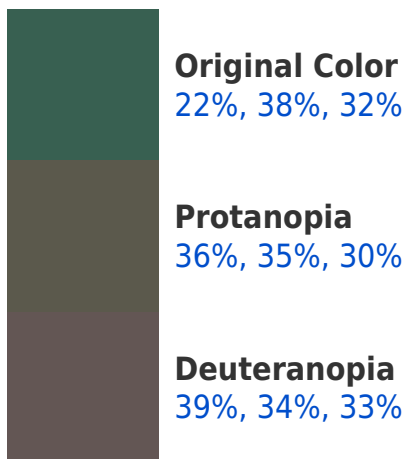 Original Color
22%, 38%, 32%
Protanopia
36%, 35%, 30%
Deuteranopia
39%, 34%, 33%